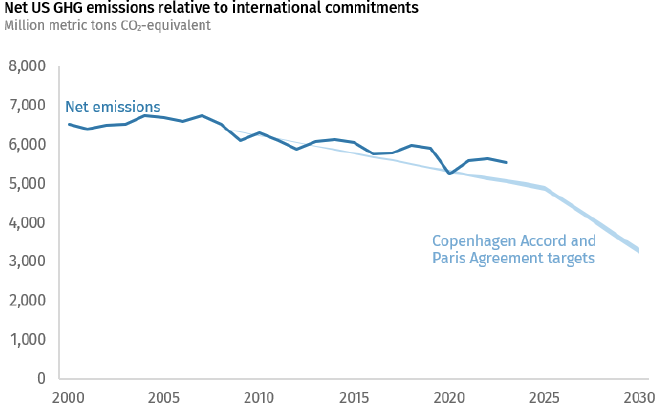 Net US GHG emissions relative to international commitments
Million metric tons CO₂-equivalent
8,000
7,000
6,000
5,000
4,000
3,000
2,000
1,000
0
Net emissions
Copenhagen Accord and
Paris Agreement targets
2000 2005 2010 2015 2020 2025 2030